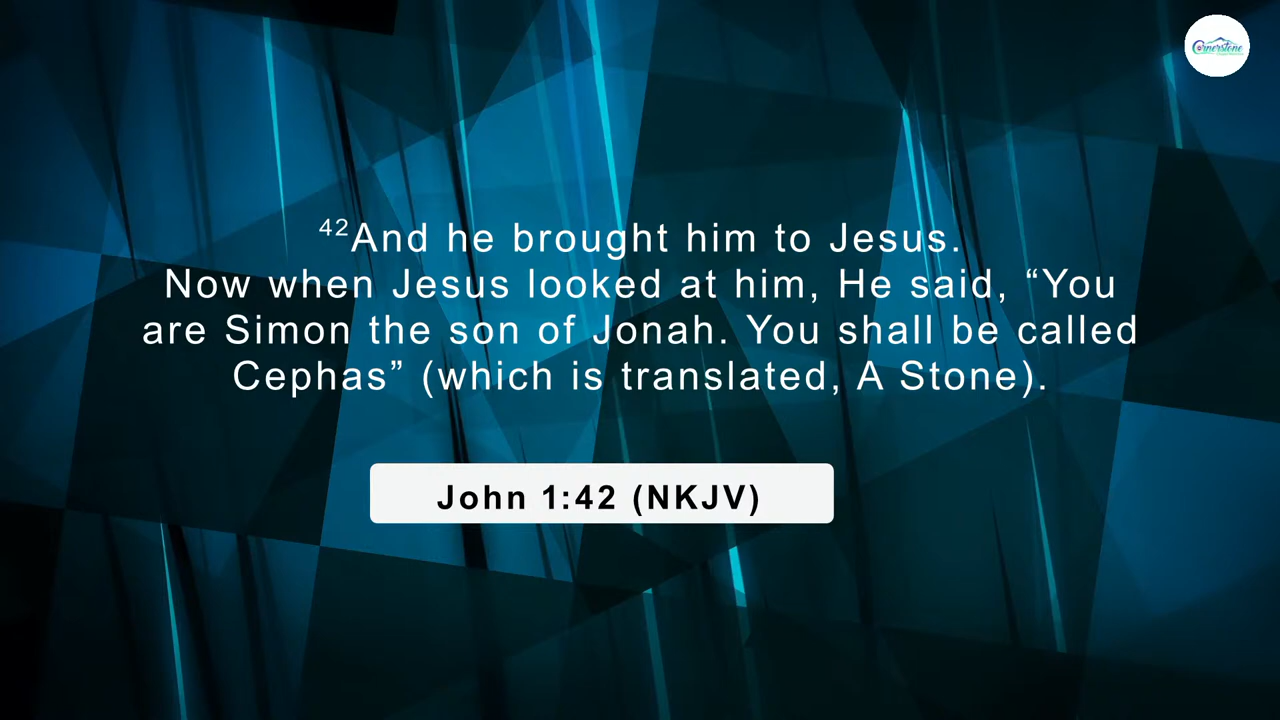 Cornerstone
⁴²And he brought him to Jesus.
Now when Jesus looked at him, He said, “You
are Simon the son of Jonah. You shall be called
Cephas” (which is translated, A Stone).
John 1:42 (NKJV)